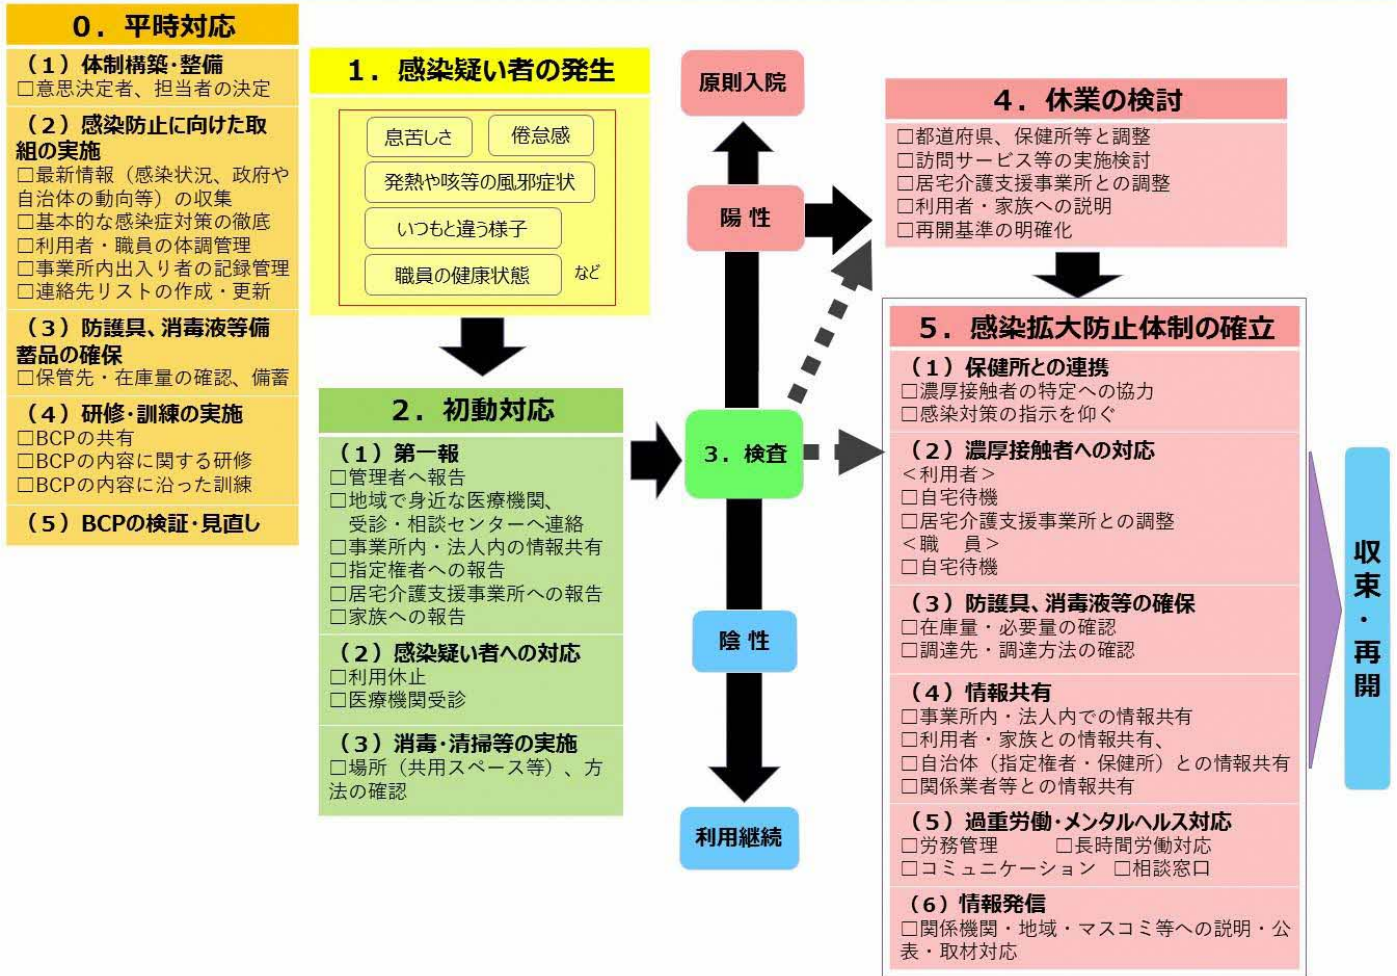 0．平時対応
（1）体制構築・整備
□意思決定者、担当者の決定
（2）感染防止に向けた取
組の実施
□最新情報（感染状況、政府や
自治体の動向等）の収集
□基本的な感染症対策の徹底
□利用者・職員の体調管理
□事業所内出入り者の記録管理
□連絡先リストの作成・更新
（3）防護具、消毒液等備
蓄品の確保
□保管先・在庫量の確認、備蓄
（4）研修・訓練の実施
□BCPの共有
□BCPの内容に関する研修
□BCPの内容に沿った訓練
（5）BCPの検証・見直し
1．感染疑い者の発生
息苦しさ
倦怠感
発熱や咳等の風邪症状
いつもと違う様子
職員の健康状態
など
2．初動対応
（1）第一報
□管理者へ報告
□地域で身近な医療機関、
受診・相談センターへ連絡
□事業所内・法人内の情報共有
□指定権者への報告
□居宅介護支援事業所への報告
□家族への報告
（2）感染疑い者への対応
□利用休止
□医療機関受診
（3）消毒・清掃等の実施
□場所（共用スペース等）、方
法の確認
原則入院
陽 性
3．検査
陰 性
利用継続
4．休業の検討
□都道府県、保健所等と調整
□訪問サービス等の実施検討
□居宅介護支援事業所との調整
□利用者・家族への説明
□再開基準の明確化
5．感染拡大防止体制の確立
（1）保健所との連携
□濃厚接触者の特定への協力
□感染対策の指示を仰ぐ
（2）濃厚接触者への対応
＜利用者＞
□自宅待機
□居宅介護支援事業所との調整
＜職　員＞
□自宅待機
（3）防護具、消毒液等の確保
□在庫量・必要量の確認
□調達先・調達方法の確認
（4）情報共有
□事業所内・法人内での情報共有
□利用者・家族との情報共有、
□自治体（指定権者・保健所）との情報共有
□関係業者等との情報共有
（5）過重労働・メンタルヘルス対応
□労務管理　　□長時間労働対応
□コミュニケーション　□相談窓口
（6）情報発信
□関係機関・地域・マスコミ等への説明・公
表・取材対応
収束・再開